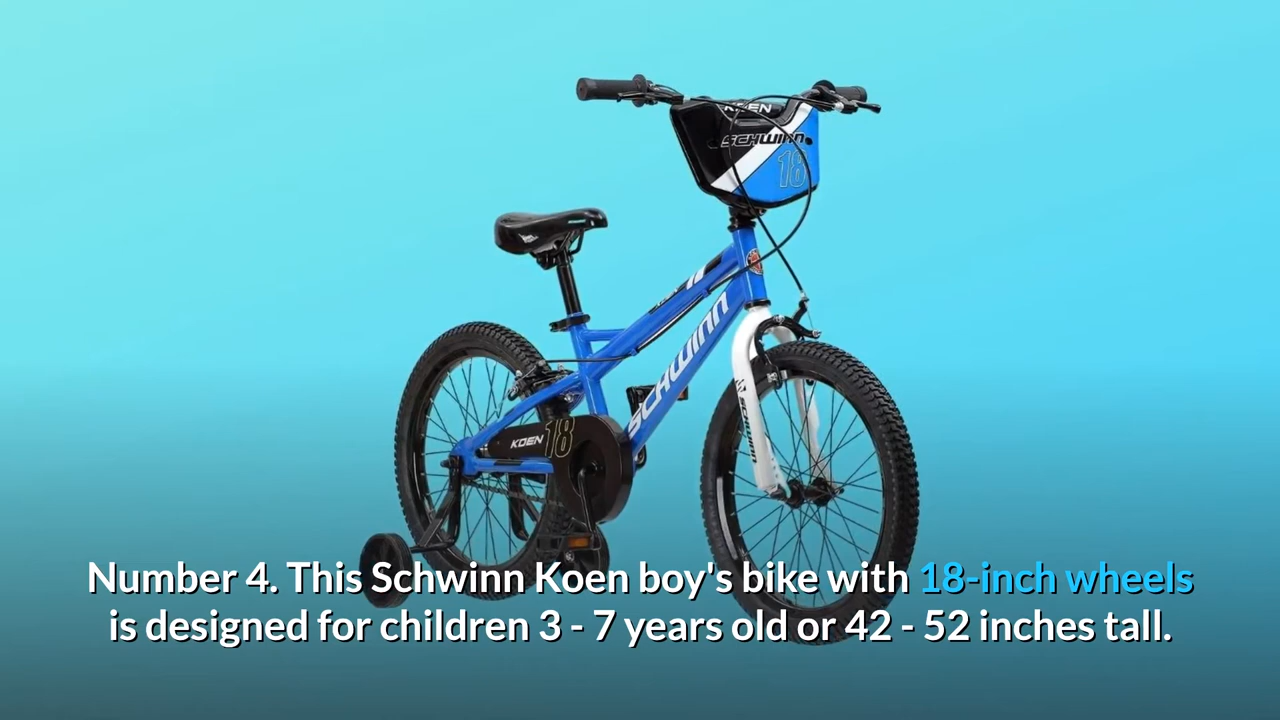 KOEN
SCHWINN
18
SCHWINN
SCHWINN
KOEN 18
Number 4. This Schwinn Koen boy's bike with 18-inch wheels
is designed for children 3 - 7 years old or 42 - 52 inches tall.